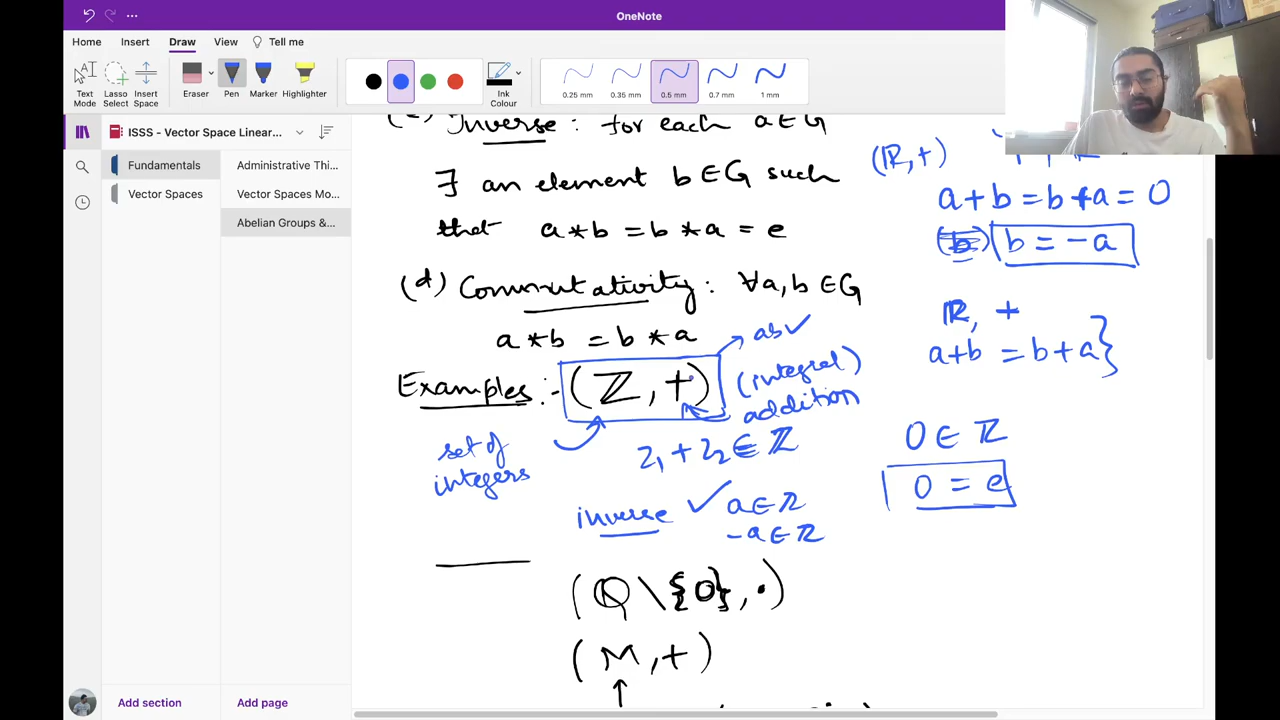 OneNote
Home Insert Draw View Tell me
Text Mode
Lasso Select
Insert Space
Eraser
Pen
Marker
Highlighter
Ink Colour
0.25 mm
0.35 mm
0.5 mm
0.7 mm
1 mm
ISSS - Vector Space Linear...
Fundamentals
Vector Spaces
Administrative Thi...
Vector Spaces Mo...
Abelian Groups &...
Inverse : for each a∈G
∃ an element b∈G such
that a*b = b*a = e
(d) Commutativity : ∀a,b ∈G
a*b = b*a
abs✓
Examples :- (ℤ, +)
(integral) addition
set of integers
z₁ + z₂ ∈ ℤ
inverse ✓ a∈ℤ
-a∈ℤ
(Q \ {0}, •)
(M, +)
(ℝ, +)
a+b = b+a = 0
b = -a
ℝ, +
a+b = b+a }
0 ∈ ℤ
0 = e
Add section
Add page